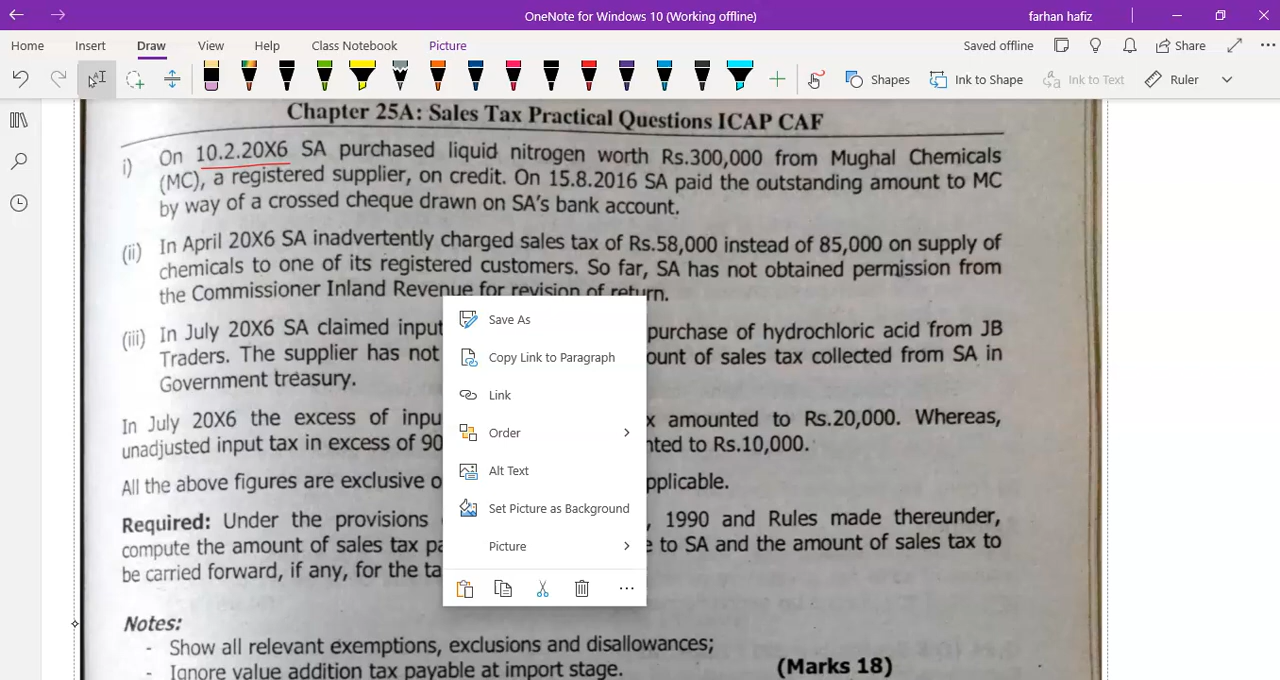 OneNote for Windows 10 (Working offline)
farhan hafiz
Home Insert Draw View Help Class Notebook Picture
Saved offline Share
Shapes Ink to Shape Ink to Text Ruler
Chapter 25A: Sales Tax Practical Questions ICAP CAF
i) On 10.2.20X6 SA purchased liquid nitrogen worth Rs.300,000 from Mughal Chemicals
(MC), a registered supplier, on credit. On 15.8.2016 SA paid the outstanding amount to MC
by way of a crossed cheque drawn on SA's bank account.
(ii) In April 20X6 SA inadvertently charged sales tax of Rs.58,000 instead of 85,000 on supply of
chemicals to one of its registered customers. So far, SA has not obtained permission from
the Commissioner Inland Revenue for revision of return.
(iii) In July 20X6 SA claimed input purchase of hydrochloric acid from JB
Traders. The supplier has not ount of sales tax collected from SA in
Government treasury.
In July 20X6 the excess of inpu x amounted to Rs.20,000. Whereas,
unadjusted input tax in excess of 90 nted to Rs.10,000.
All the above figures are exclusive o pplicable.
Required: Under the provisions , 1990 and Rules made thereunder,
compute the amount of sales tax pa e to SA and the amount of sales tax to
be carried forward, if any, for the ta
Save As
Copy Link to Paragraph
Link
Order
Alt Text
Set Picture as Background
Picture
Notes:
- Show all relevant exemptions, exclusions and disallowances;
- Ignore value addition tax payable at import stage.
(Marks 18)